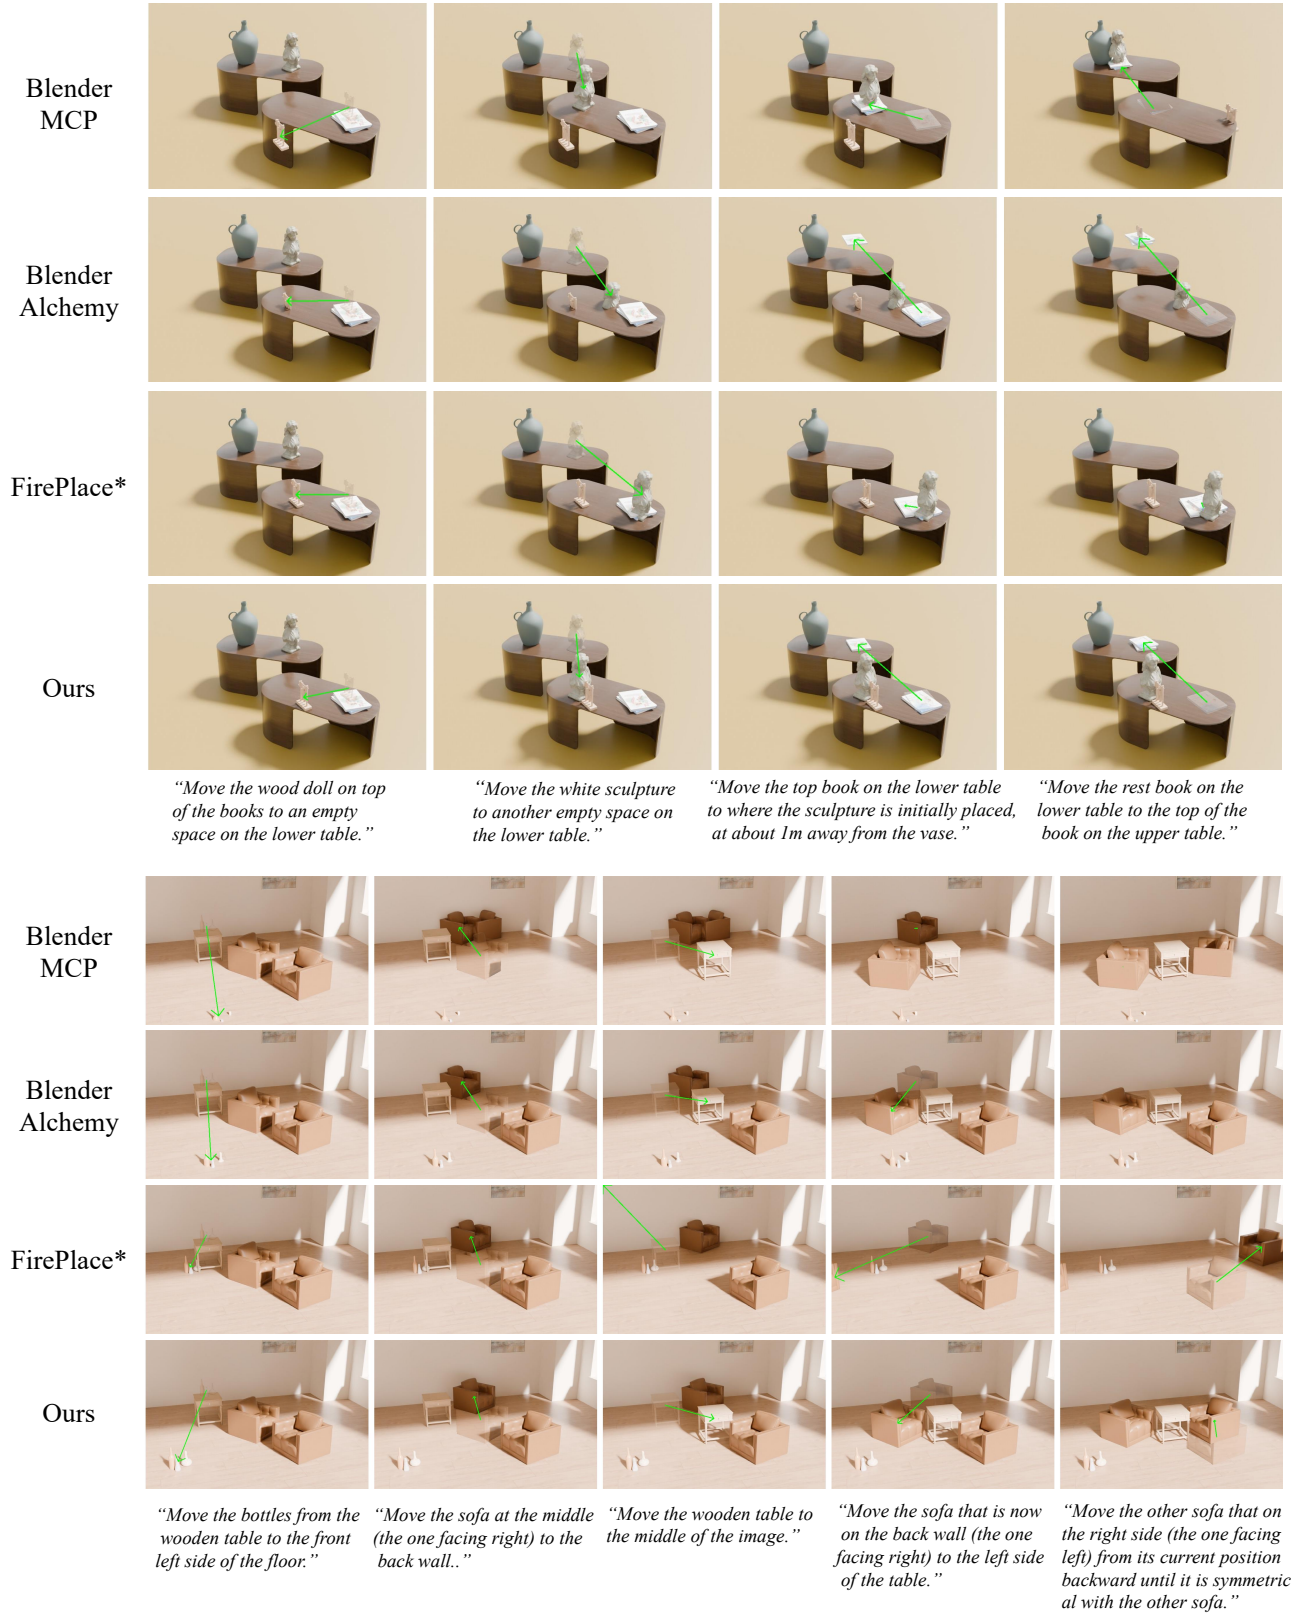 Blender
MCP
Blender
Alchemy
FirePlace*
Ours
“Move the wood doll on top
of the books to an empty
space on the lower table.”
“Move the white sculpture
to another empty space on
the lower table.”
“Move the top book on the lower table
to where the sculpture is initially placed,
at about 1m away from the vase.”
“Move the rest book on the
lower table to the top of the
book on the upper table.”
Blender
MCP
Blender
Alchemy
FirePlace*
Ours
“Move the bottles from the
wooden table to the front
left side of the floor.”
“Move the sofa at the middle
(the one facing right) to the
back wall..”
“Move the wooden table to
the middle of the image.”
“Move the sofa that is now
on the back wall (the one
facing right) to the left side
of the table.”
“Move the other sofa that on
the right side (the one facing
left) from its current position
backward until it is symmetric
al with the other sofa.”